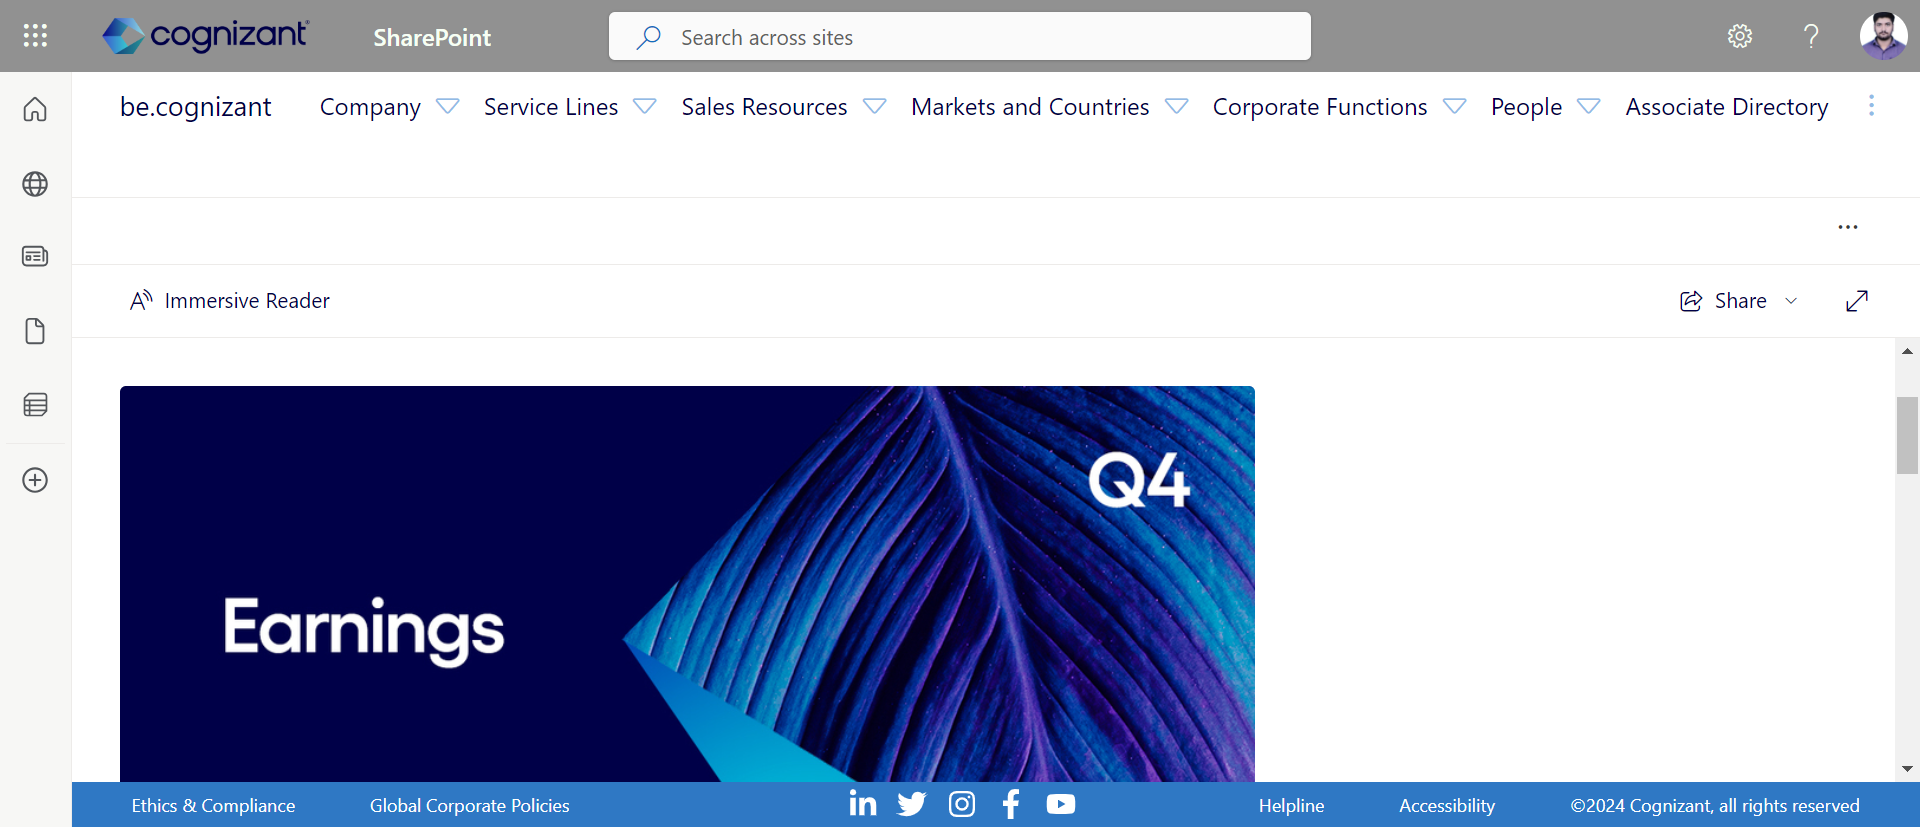 cognizant
SharePoint
Search across sites
be.cognizant
Company
Service Lines
Sales Resources
Markets and Countries
Corporate Functions
People
Associate Directory
Immersive Reader
Share
Q4
Earnings
Ethics & Compliance
Global Corporate Policies
Helpline
Accessibility
©2024 Cognizant, all rights reserved